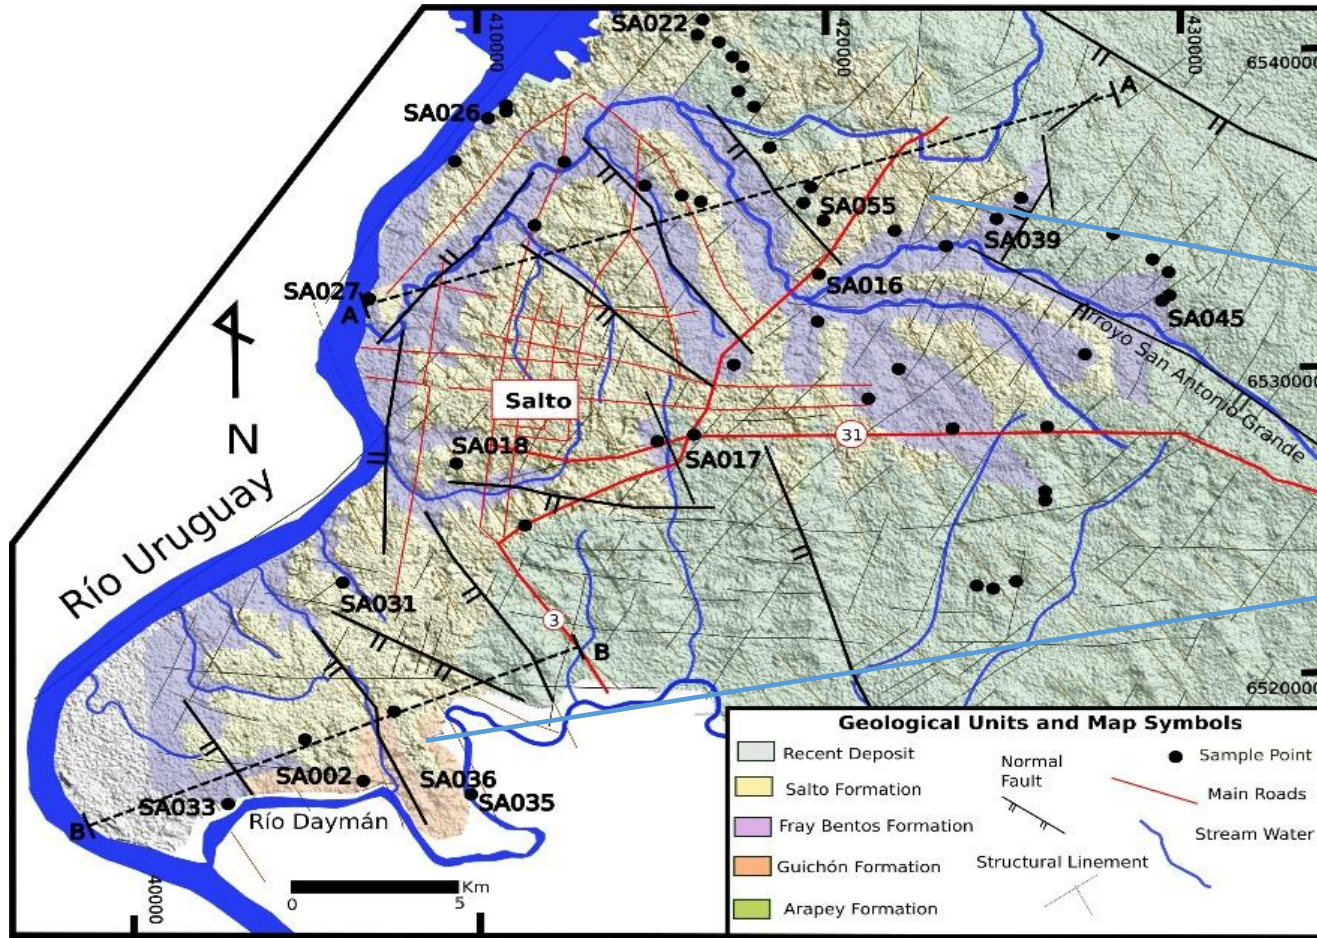 SA022
410000
420000
430000
6540000
A
SA026
SA055
SA039
SA016
SA027
A
SA045
Arroyo San Antonio Grande
6530000
Salto
N
SA018
31
SA017
Río Uruguay
SA031
3
B
6520000
SA002
SA036
SA035
SA033
B
Río Daymán
400000
Km
0
5
Geological Units and Map Symbols
Recent Deposit
Salto Formation
Fray Bentos Formation
Guichón Formation
Arapey Formation
Normal
Fault
Structural Linement
Sample Point
Main Roads
Stream Water